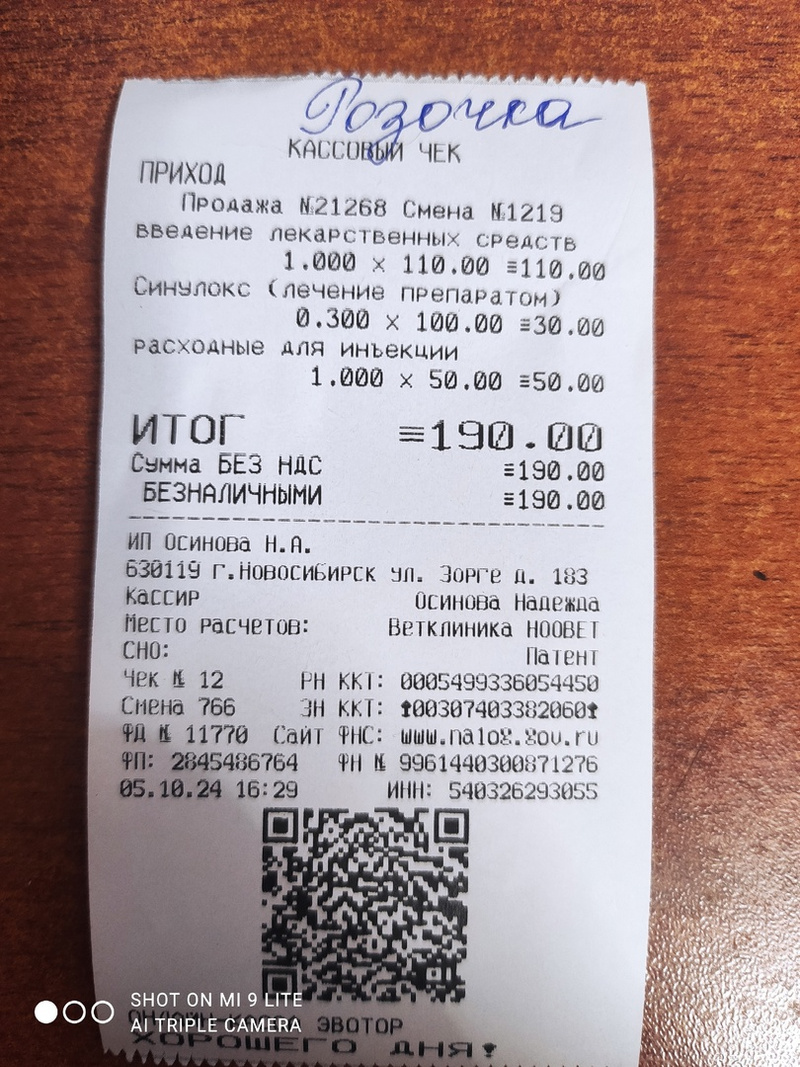 Розочка
КАССОВЫЙ ЧЕК
ПРИХОД
Продажа №21268 Смена №1219
введение лекарственных средств
1.000 × 110.00 ≡110.00
Синулокс (лечение препаратом)
0.300 × 100.00 ≡30.00
расходные для инъекции
1.000 × 50.00 ≡50.00
ИТОГ ≡190.00
Сумма БЕЗ НДС ≡190.00
БЕЗНАЛИЧНЫМИ ≡190.00
ИП Осинова Н.А.
630119 г.Новосибирск ул. Зорге д. 183
Кассир Осинова Надежда
Место расчетов: Ветклиника НООВЕТ
СНО: Патент
Чек № 12 РН ККТ: 0005499336054450
Смена 766 ЗН ККТ: 00307403382060
ФД № 11770 Сайт ФНС: www.nalog.gov.ru
ФП: 2845486764 ФН № 9961440300871276
05.10.24 16:29 ИНН: 540326293055
SHOT ON MI 9 LITE
AI TRIPLE CAMERA
ЭВОТОР
ХОРОШЕГО ДНЯ!